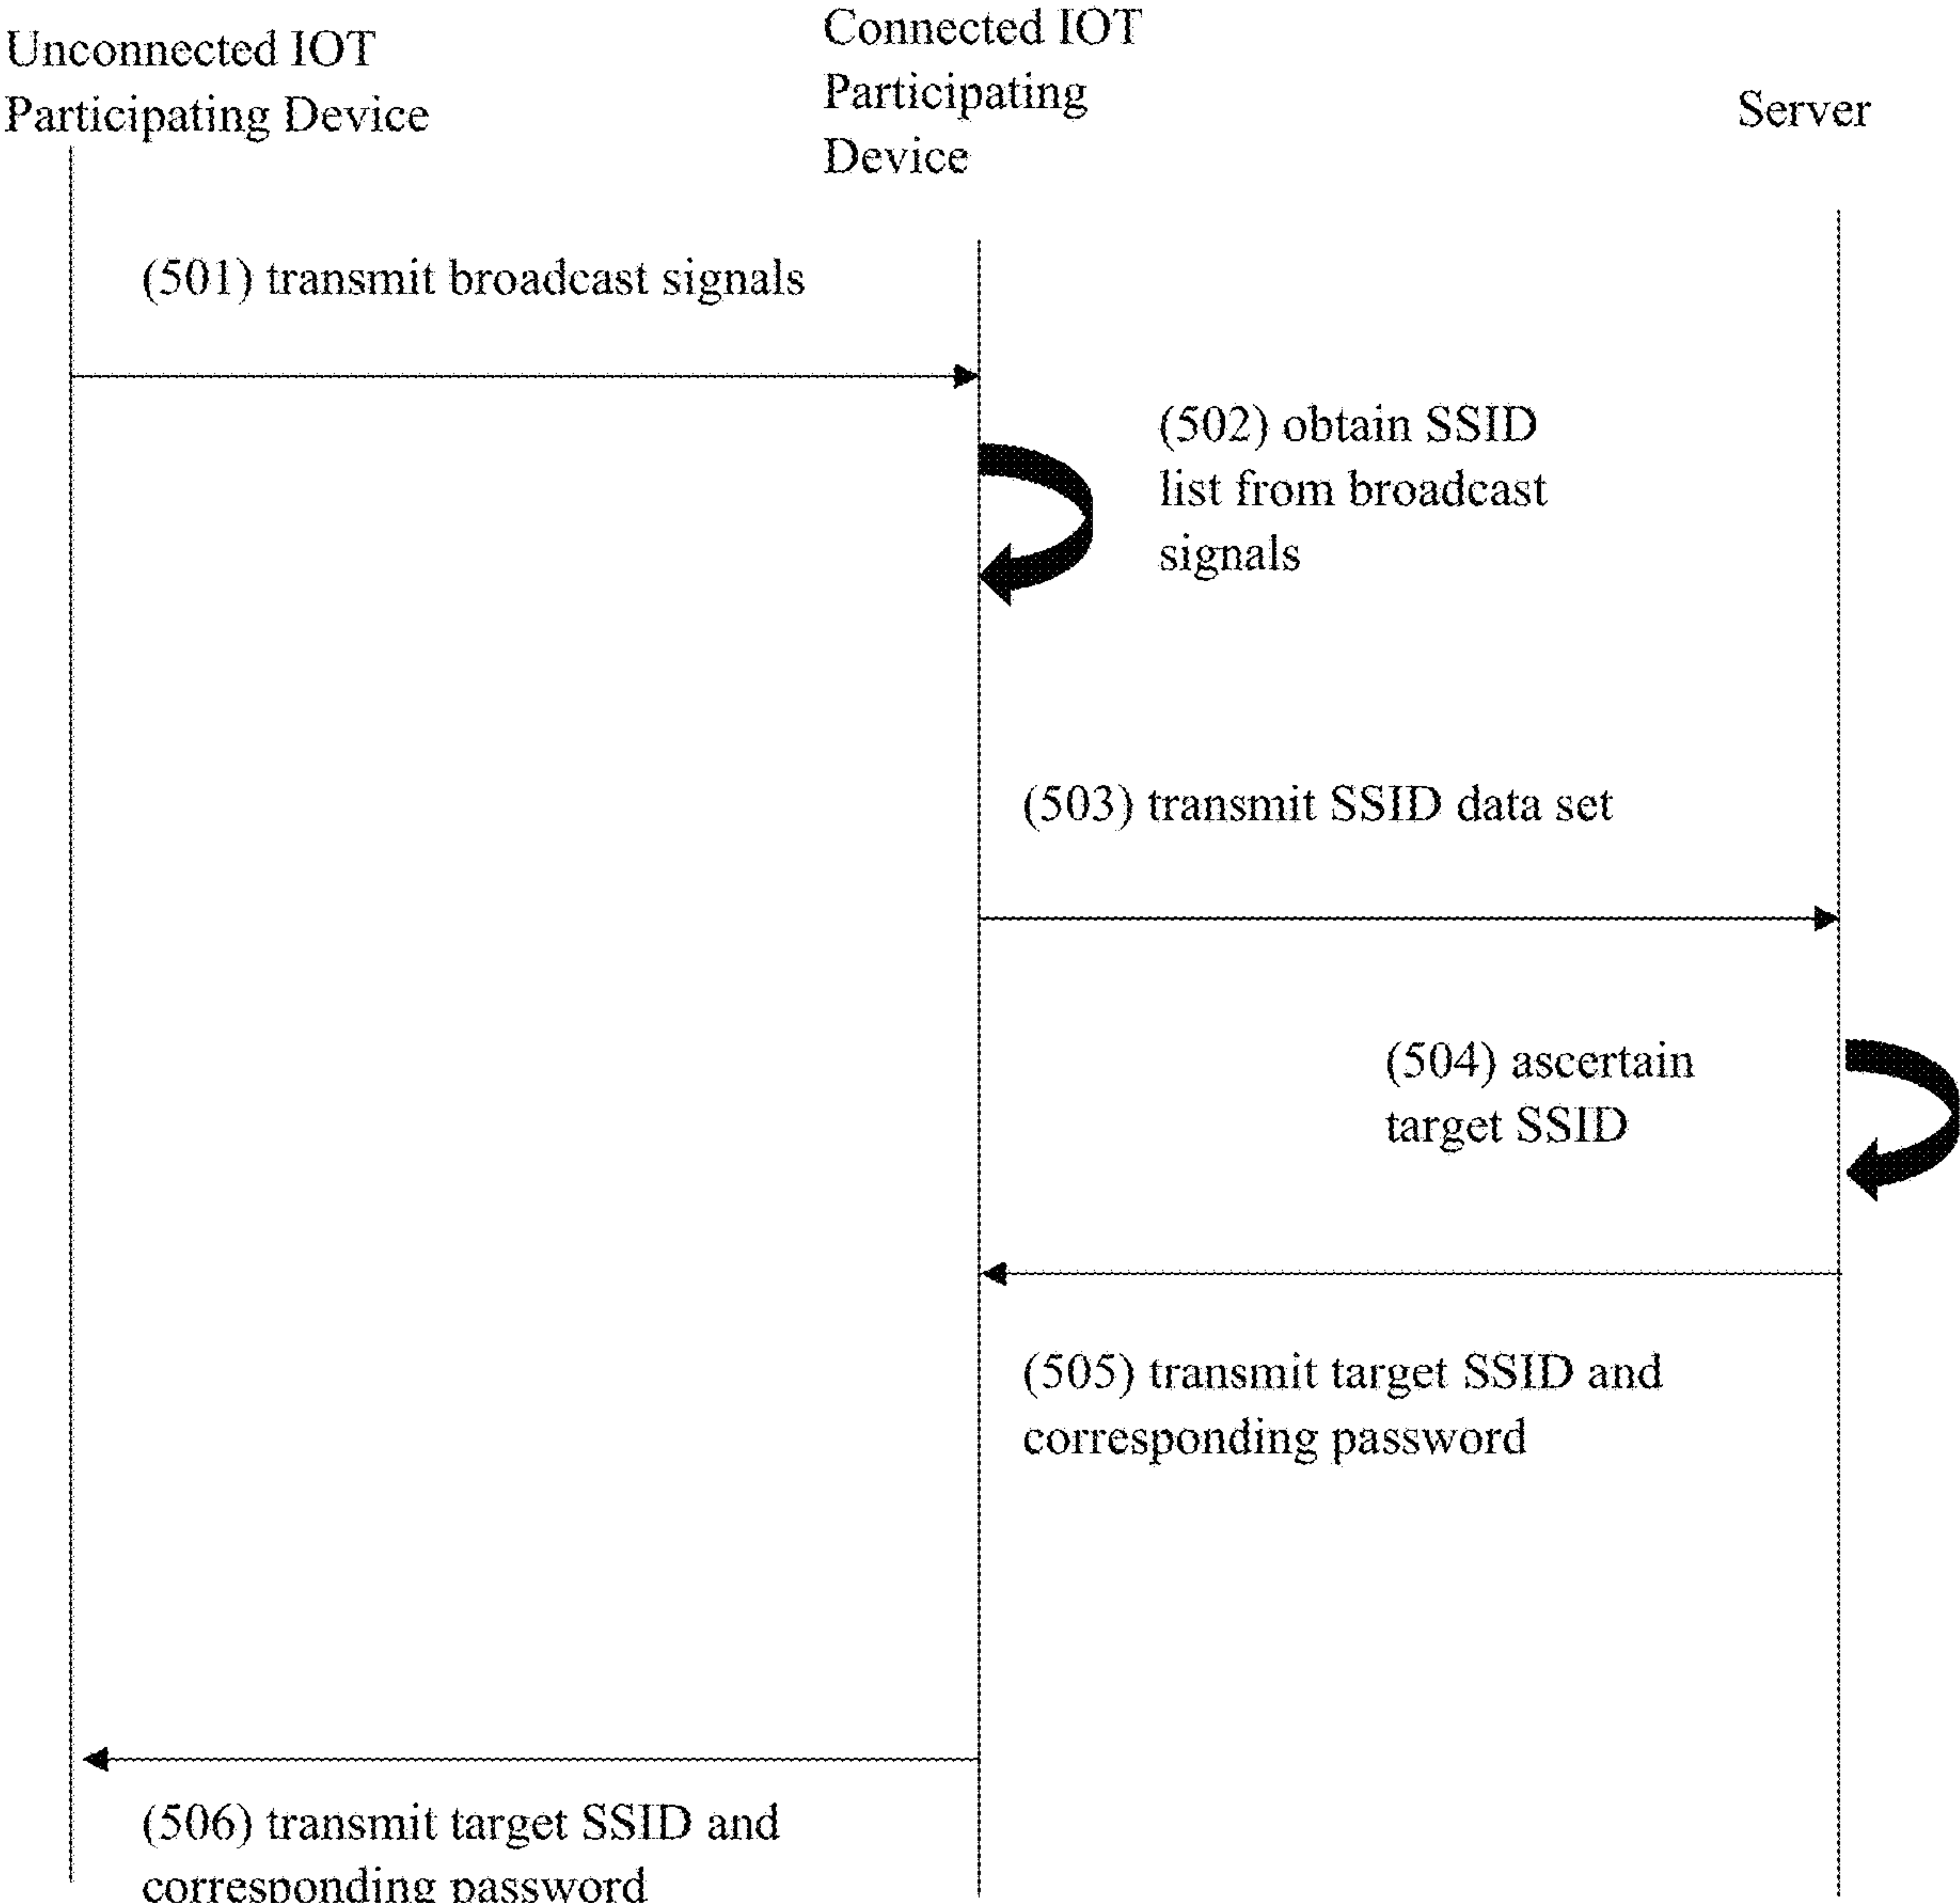 Unconnected IOT
Participating Device
Connected IOT
Participating
Device
Server
(501) transmit broadcast signals
(502) obtain SSID
list from broadcast
signals
(503) transmit SSID data set
(504) ascertain
target SSID
(505) transmit target SSID and
corresponding password
(506) transmit target SSID and
corresponding password